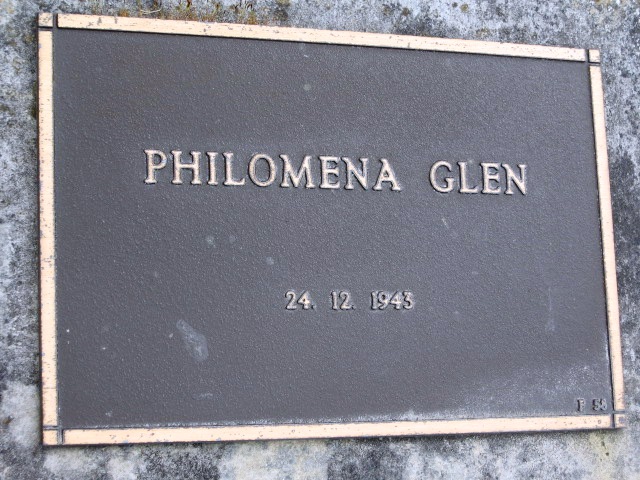 PHILOMENA GLEN
24. 12. 1943